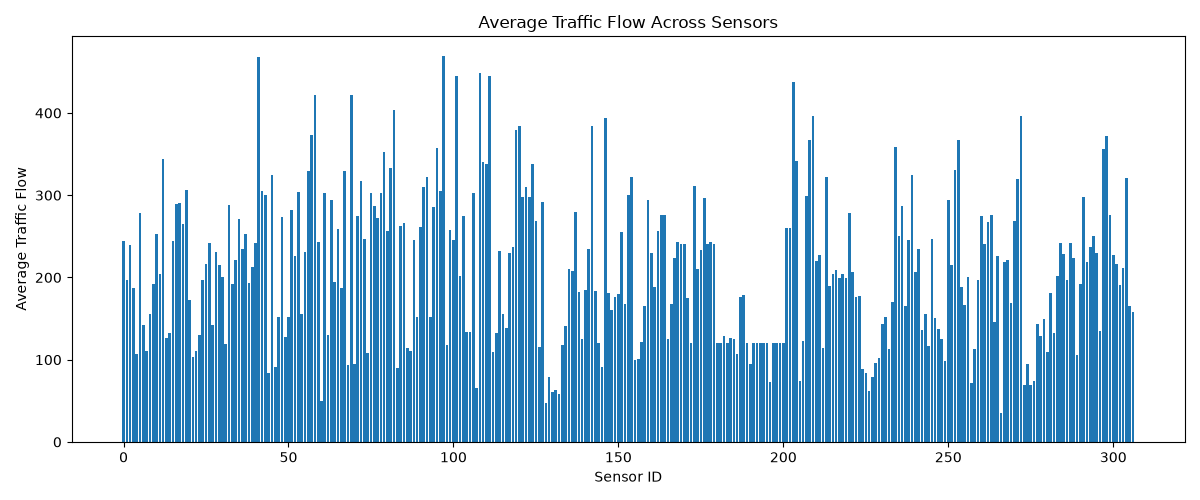 Average Traffic Flow Across Sensors
Average Traffic Flow
400
300
200
100
0
0 50 100 150 200 250 300
Sensor ID